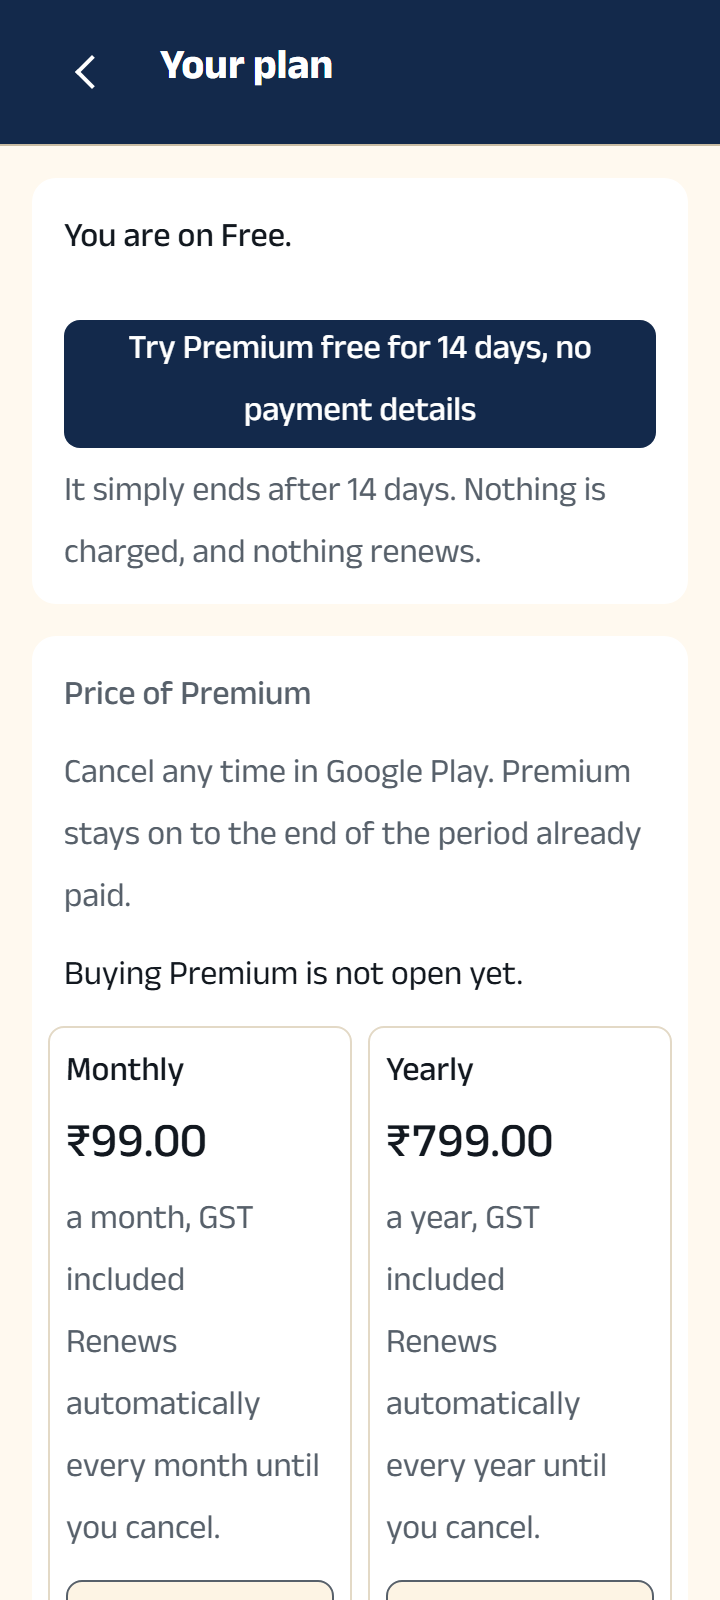 Your plan
You are on Free.
Try Premium free for 14 days, no
payment details
It simply ends after 14 days. Nothing is
charged, and nothing renews.
Price of Premium
Cancel any time in Google Play. Premium
stays on to the end of the period already
paid.
Buying Premium is not open yet.
Monthly
₹99.00
a month, GST
included
Renews
automatically
every month until
you cancel.
Yearly
₹799.00
a year, GST
included
Renews
automatically
every year until
you cancel.